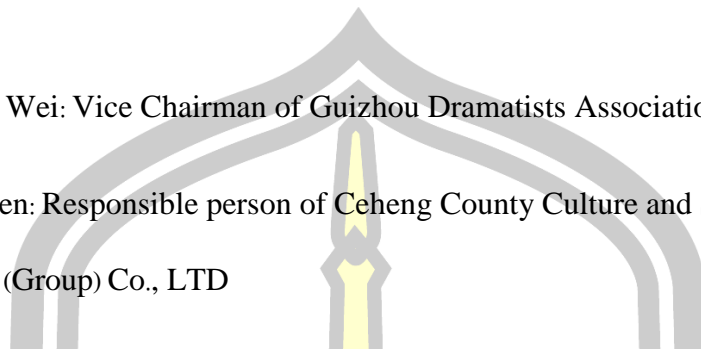 Wei: Vice Chairman of Guizhou Dramatists Associatio
en: Responsible person of Ceheng County Culture and
(Group) Co., LTD